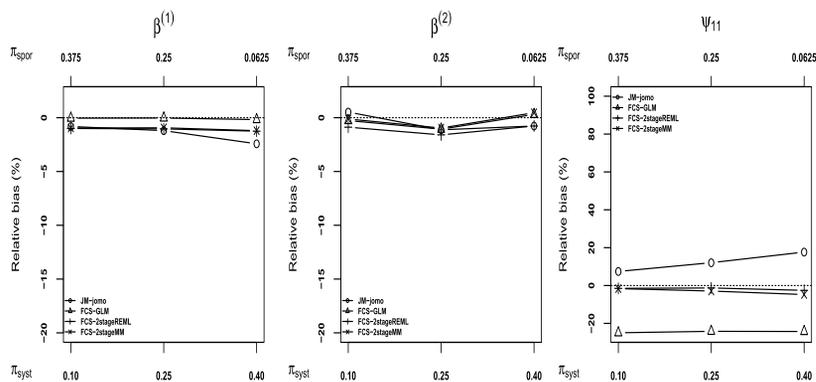 β(1) β(2) ψ11
πspor 0.375 0.25 0.0625 πspor 0.375 0.25 0.0625 πspor 0.375 0.25 0.0625
Relative bias (%)
0
−5
−10
−15
−20
JM−jomo
FCS−GLM
FCS−2stageREML
FCS−2stageMM
πsyst 0.10 0.25 0.40
Relative bias (%)
0
−5
−10
−15
−20
JM−jomo
FCS−GLM
FCS−2stageREML
FCS−2stageMM
πsyst 0.10 0.25 0.40
Relative bias (%)
100
80
60
40
20
0
−20
JM−jomo
FCS−GLM
FCS−2stageREML
FCS−2stageMM
πsyst 0.10 0.25 0.40